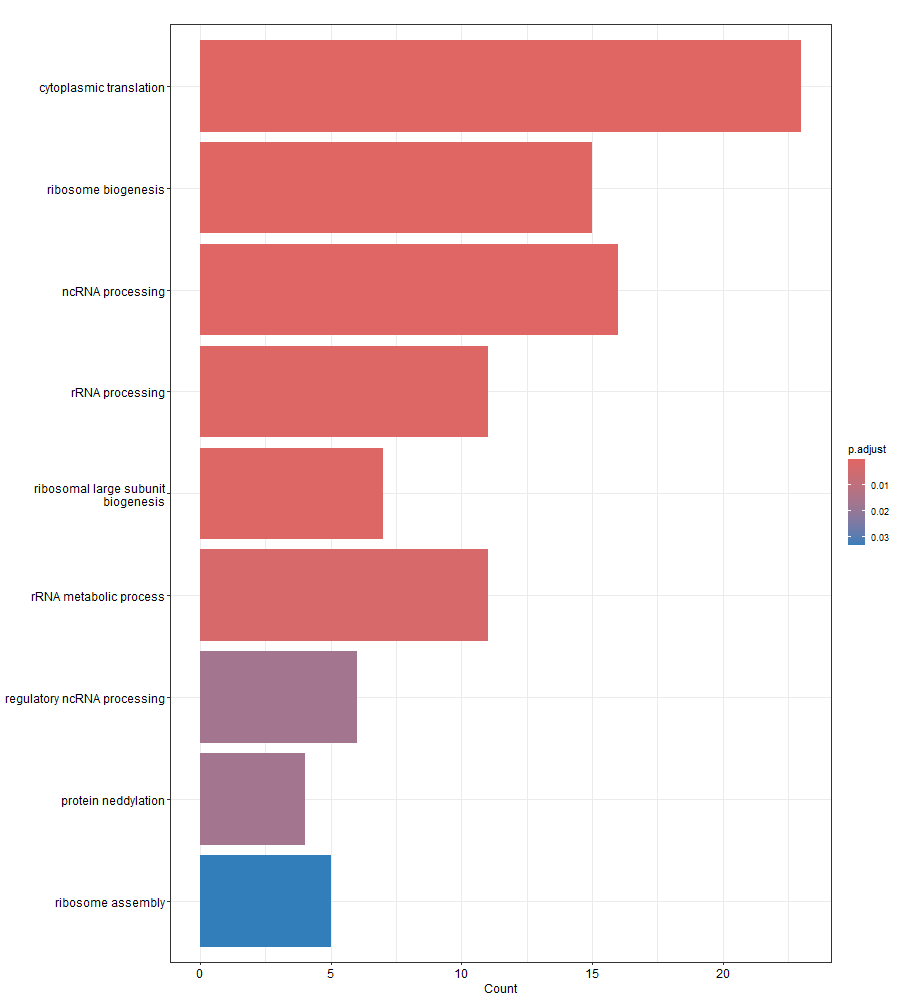 cytoplasmic translation
ribosome biogenesis
ncRNA processing
rRNA processing
ribosomal large subunit
biogenesis
rRNA metabolic process
regulatory ncRNA processing
protein neddylation
ribosome assembly
0 5 10 15 20
Count
p.adjust
0.01
0.02
0.03